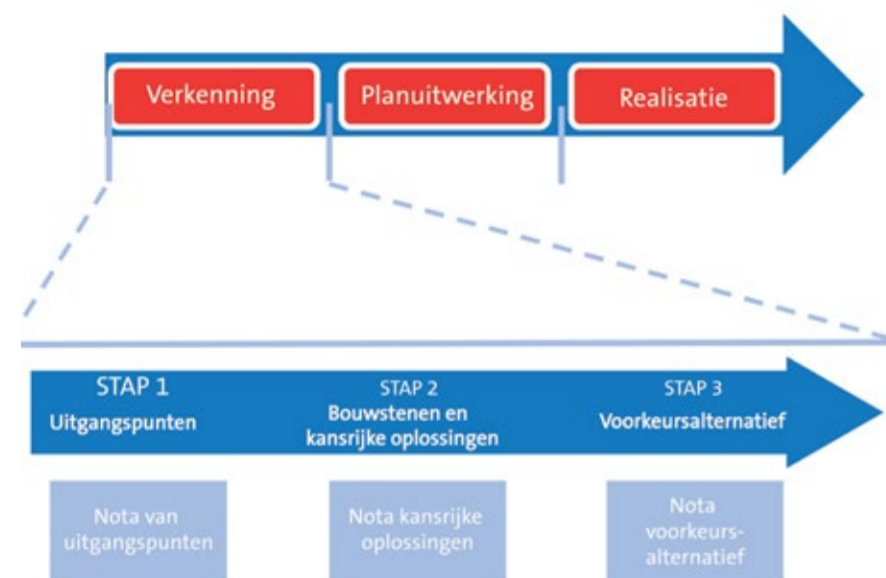 Verkenning
Planuitwerking
Realisatie
STAP 1
Uitgangspunten
STAP 2
Bouwstenen en
kansrijke oplossingen
STAP 3
Voorkeursalternatief
Nota van
uitgangspunten
Nota kansrijke
oplossingen
Nota
voorkeurs-
alternatief